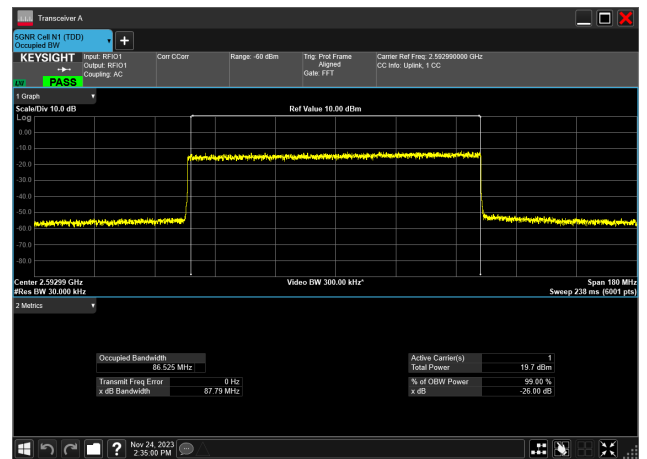 Transceiver A
5GNR Cell N1 (TDD)
Occupied BW
KEYSIGHT
LXI
PASS
Input: RFIO1
Output: RFIO1
Coupling: AC
Corr CCorr
Range: -60 dBm
Trig: Prot Frame
Aligned
Gate: FFT
Carrier Ref Freq: 2.592990000 GHz
CC Info: Uplink, 1 CC
1 Graph
Scale/Div 10.0 dB
Ref Value 10.00 dBm
Log
0.00
-10.0
-20.0
-30.0
-40.0
-50.0
-60.0
-70.0
-80.0
Center 2.59299 GHz
Video BW 300.00 kHz*
Span 180 MHz
#Res BW 30.000 kHz
Sweep 238 ms (6001 pts)
2 Metrics
Occupied Bandwidth
86.525 MHz
Active Carrier(s) 1
Total Power 19.7 dBm
Transmit Freq Error 0 Hz
x dB Bandwidth 87.79 MHz
% of OBW Power 99.00 %
x dB -26.00 dB
?
Nov 24, 2023
2:35:00 PM